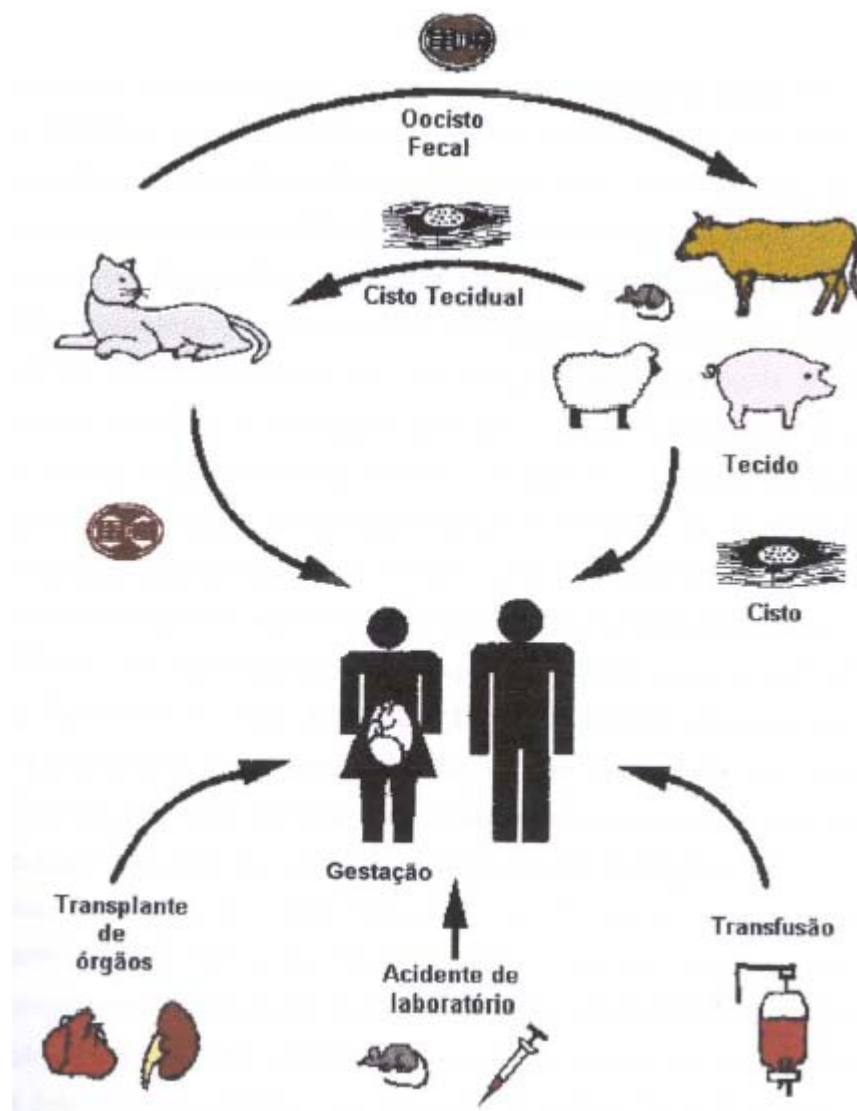 Oocisto
Fecal
Cisto Tecidual
Tecido
Cisto
Gestação
Transplante
de
órgãos
Acidente de
laboratório
Transfusão